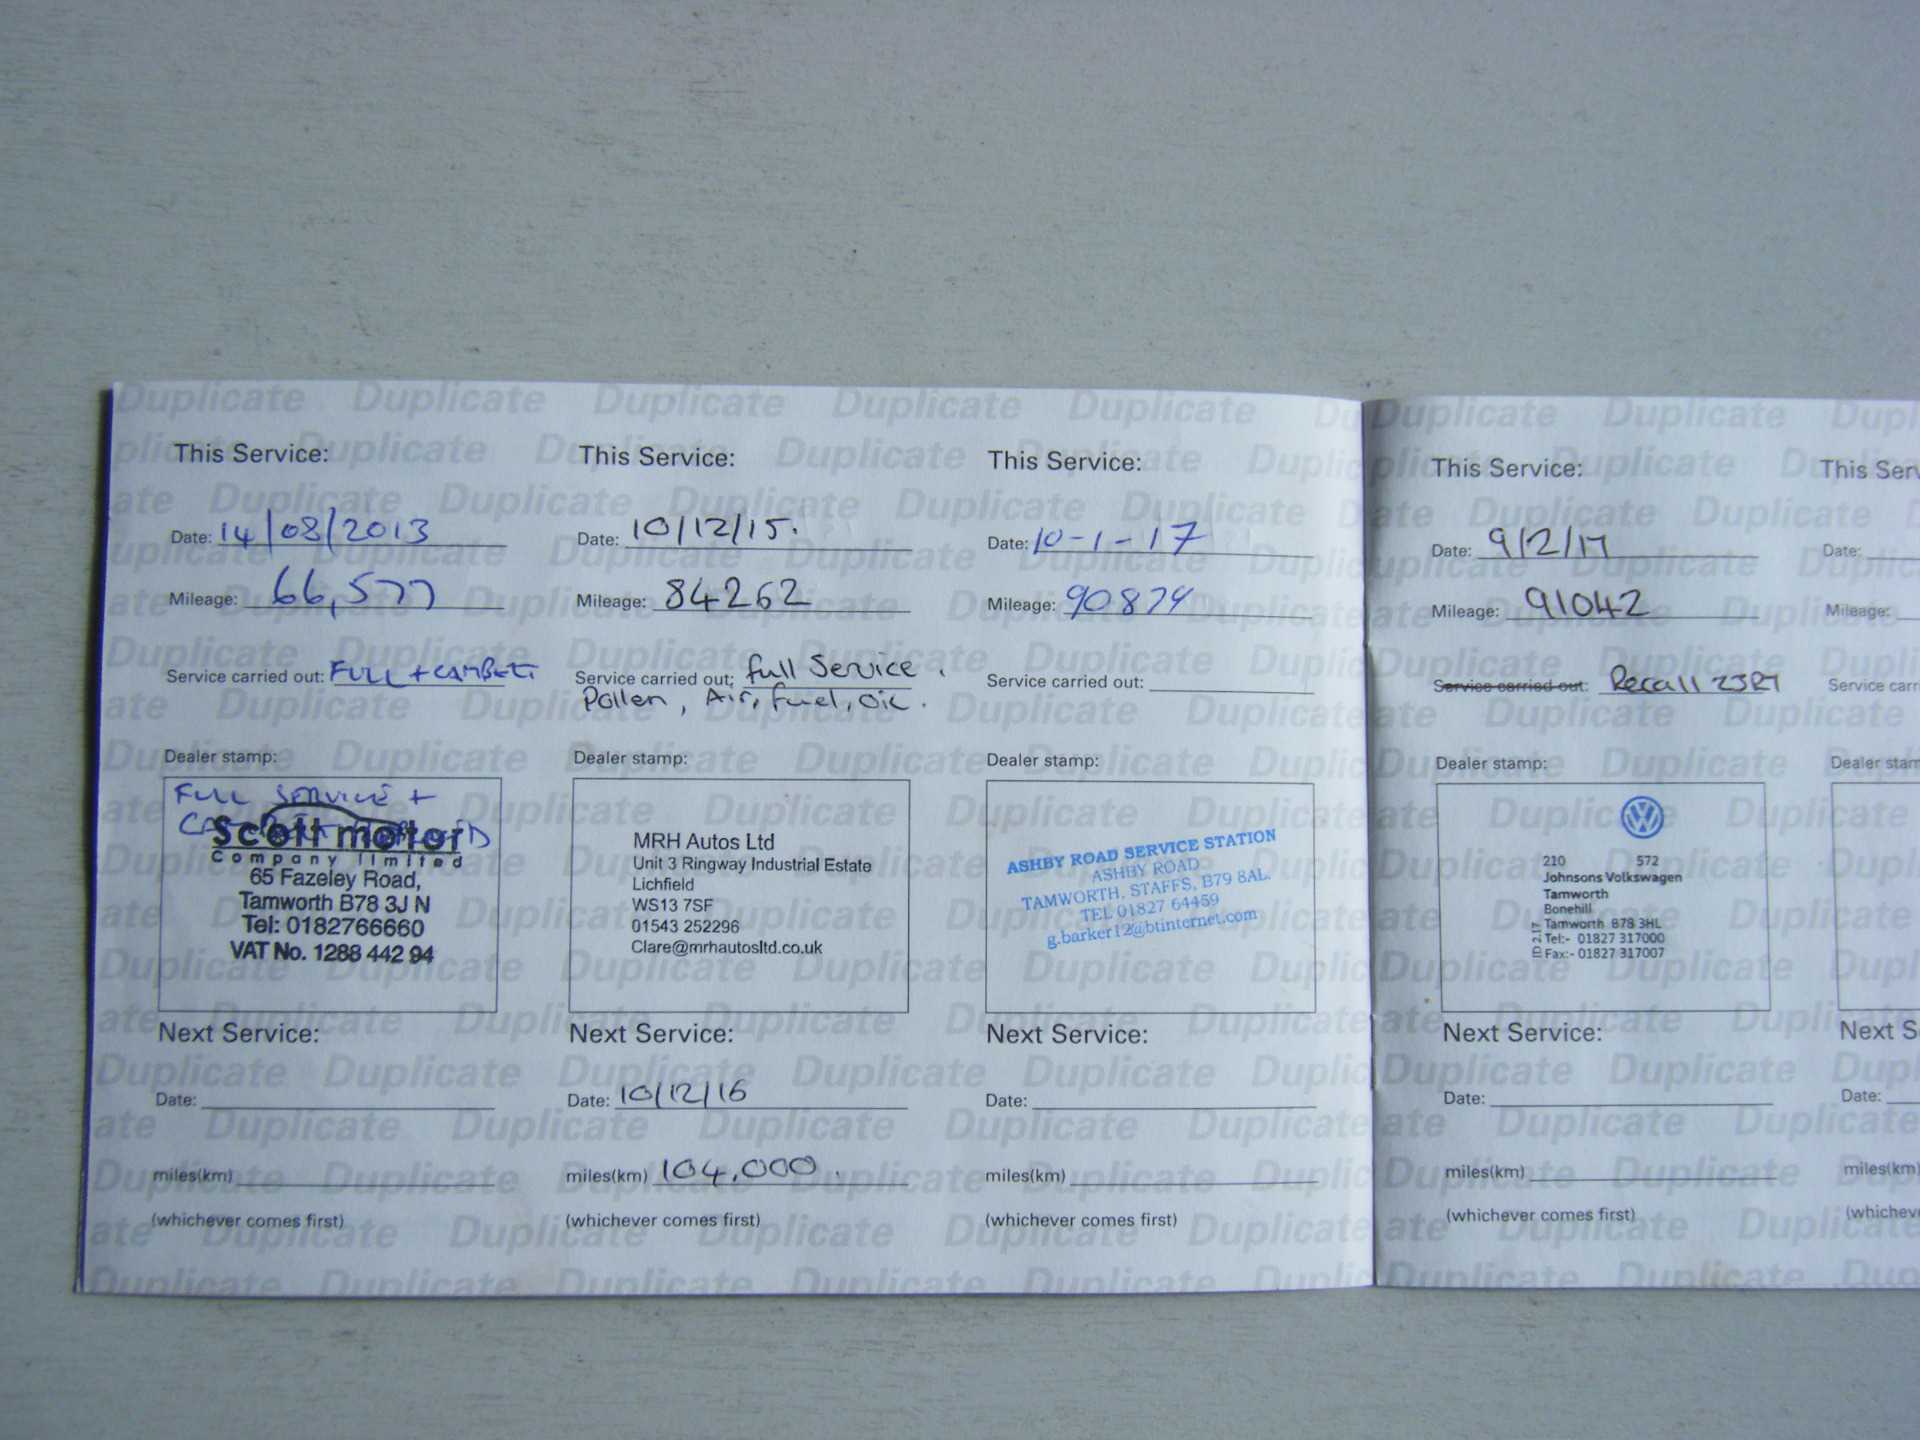 This Service:
Date: 14/08/2013
Mileage: 66,577
Service carried out: FULL + CAMBELT
Dealer stamp:
FULL SERVICE +
Scott motor
Company limited
65 Fazeley Road,
Tamworth B78 3J N
Tel: 0182766660
VAT No. 1288 442 94
Next Service:
Date:
miles(km)
(whichever comes first)
This Service:
Date: 10/12/15.
Mileage: 84262
Service carried out: full Service.
Pollen, Air, fuel, oil.
Dealer stamp:
MRH Autos Ltd
Unit 3 Ringway Industrial Estate
Lichfield
WS13 7SF
01543 252296
Clare@mrhautosltd.co.uk
Next Service:
Date: 10/12/16
miles(km) 104,000.
(whichever comes first)
This Service:
Date: 10-1-17
Mileage: 90874
Service carried out:
Dealer stamp:
ASHBY ROAD SERVICE STATION
ASHBY ROAD
TAMWORTH, STAFFS, B79 8AL.
TEL 01827 64459
g.barker12@btinternet.com
Next Service:
Date:
miles(km)
(whichever comes first)
This Service:
Date: 9/2/17
Mileage: 91042
Service carried out: Recall
Dealer stamp:
210 572
Johnsons Volkswagen
Tamworth
Bonehill
Tamworth B78 3HL
Tel:- 01827 317000
Fax:- 01827 317007
Next Service:
Date:
miles(km)
(whichever comes first)
This Serv
Date:
Mileage:
Service carr
Dealer stam
Next S
Date:
miles(km)
(whicheve
Duplicate